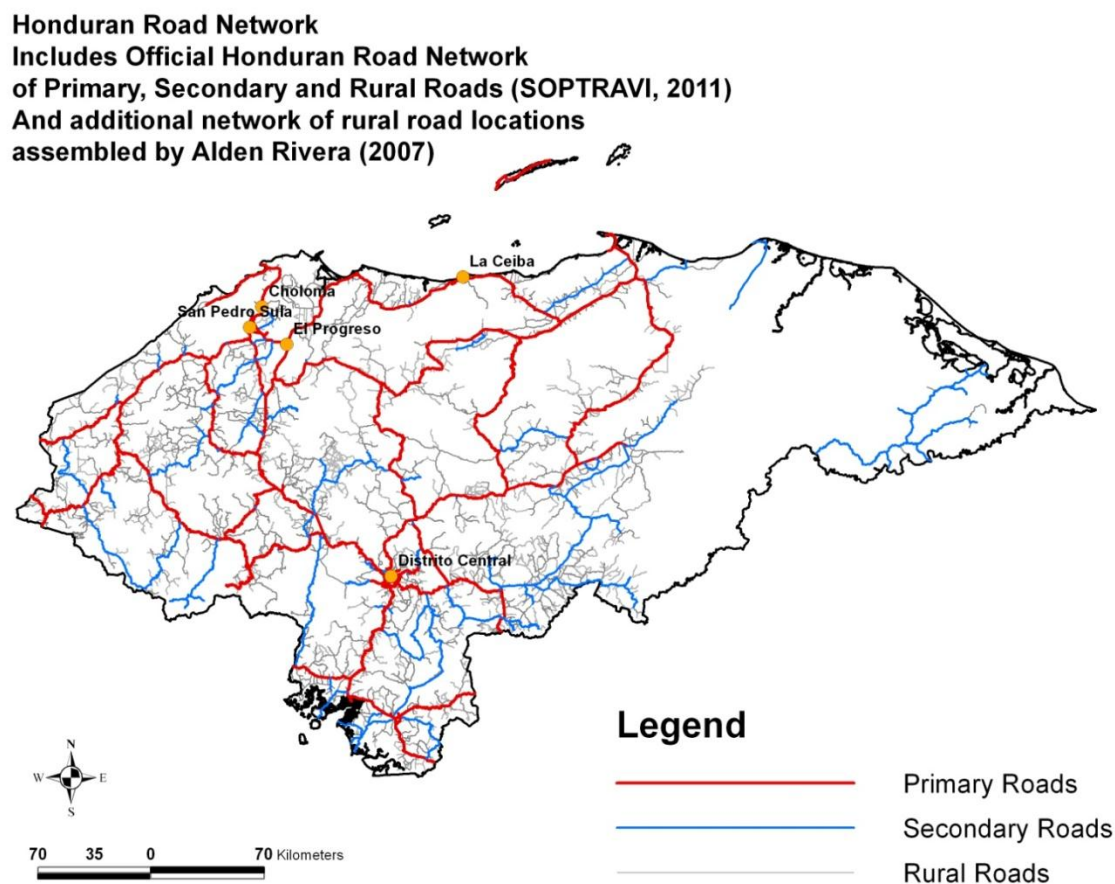 Honduran Road Network
Includes Official Honduran Road Network
of Primary, Secondary and Rural Roads (SOPTRAVI, 2011)
And additional network of rural road locations
assembled by Alden Rivera (2007)
La Ceiba
Choloma
San Pedro Sula
El Progreso
Distrito Central
Legend
Primary Roads
Secondary Roads
Rural Roads
N
W E
S
70 35 0 70 Kilometers